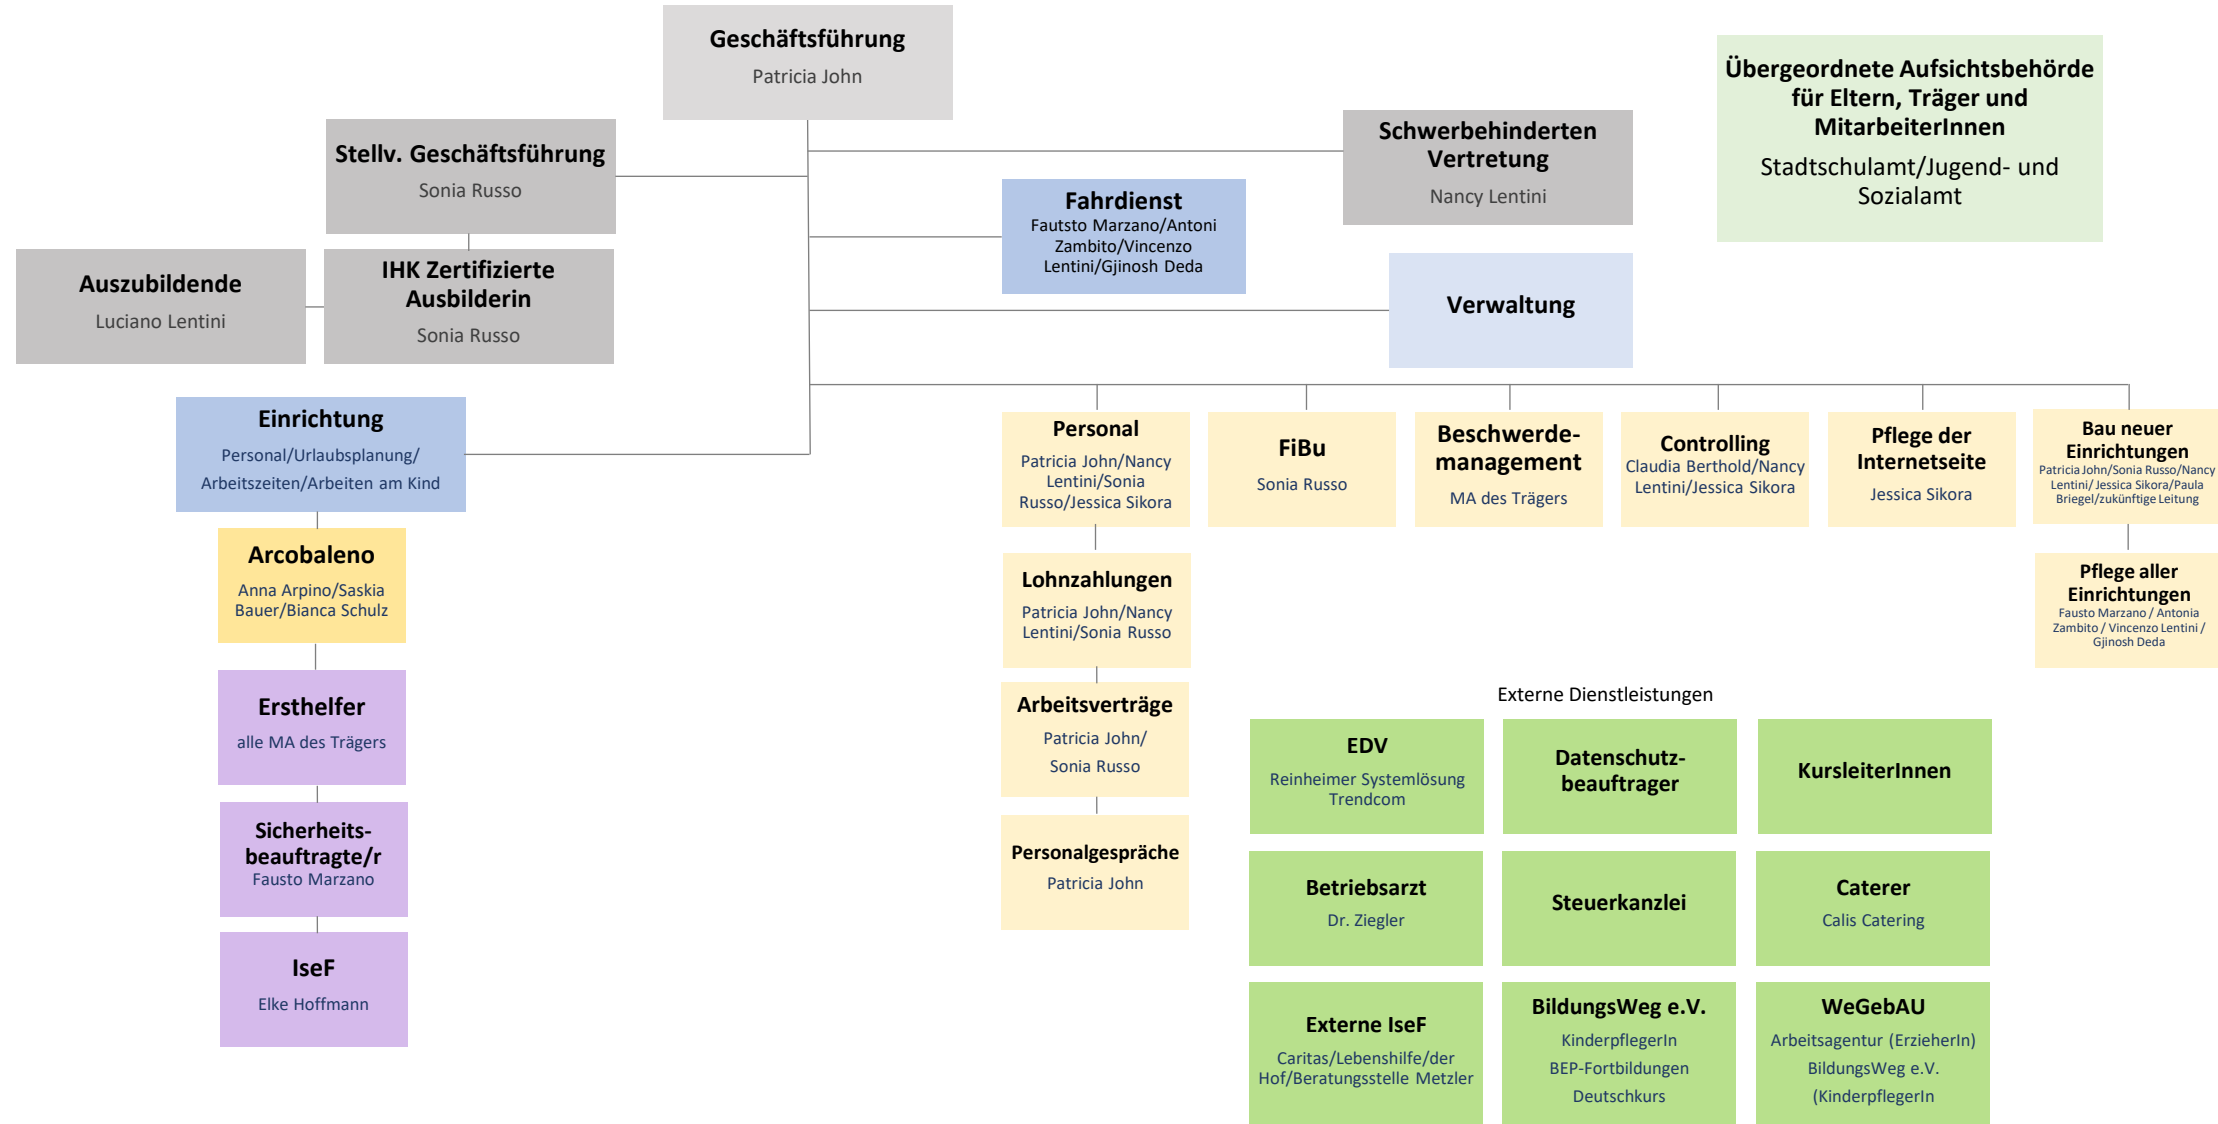 Geschäftsführung
Patricia John
Übergeordnete Aufsichtsbehörde
für Eltern, Träger und
MitarbeiterInnen
Stadtschulamt/Jugend- und
Sozialamt
Stellv. Geschäftsführung
Sonia Russo
Schwerbehinderten
Vertretung
Nancy Lentini
Fahrdienst
Fautsto Marzano/Antoni
Zambito/Vincenzo
Lentini/Gjinosh Deda
Auszubildende
Luciano Lentini
IHK Zertifizierte
Ausbilderin
Sonia Russo
Verwaltung
Einrichtung
Personal/Urlaubsplanung/
Arbeitszeiten/Arbeiten am Kind
Arcobaleno
Anna Arpino/Saskia
Bauer/Bianca Schulz
Ersthelfer
alle MA des Trägers
Sicherheits-
beauftragte/r
Fausto Marzano
IseF
Elke Hoffmann
Personal
Patricia John/Nancy
Lentini/Sonia
Russo/Jessica Sikora
FiBu
Sonia Russo
Beschwerde-
management
MA des Trägers
Controlling
Claudia Berthold/Nancy
Lentini/Jessica Sikora
Pflege der
Internetseite
Jessica Sikora
Bau neuer
Einrichtungen
Patricia John/Sonia Russo/Nancy
Lentini/ Jessica Sikora/Paula
Briegel/zukünftige Leitung
Lohnzahlungen
Patricia John/Nancy
Lentini/Sonia Russo
Pflege aller
Einrichtungen
Fausto Marzano / Antonia
Zambito / Vincenzo Lentini /
Gjinosh Deda
Arbeitsverträge
Patricia John/
Sonia Russo
Personalgespräche
Patricia John
Externe Dienstleistungen
EDV
Reinheimer Systemlösung
Trendcom
Datenschutz-
beauftrager
KursleiterInnen
Betriebsarzt
Dr. Ziegler
Steuerkanzlei
Caterer
Calis Catering
Externe IseF
Caritas/Lebenshilfe/der
Hof/Beratungsstelle Metzler
BildungsWeg e.V.
KinderpflegerIn
BEP-Fortbildungen
Deutschkurs
WeGebAU
Arbeitsagentur (ErzieherIn)
BildungsWeg e.V.
(KinderpflegerIn